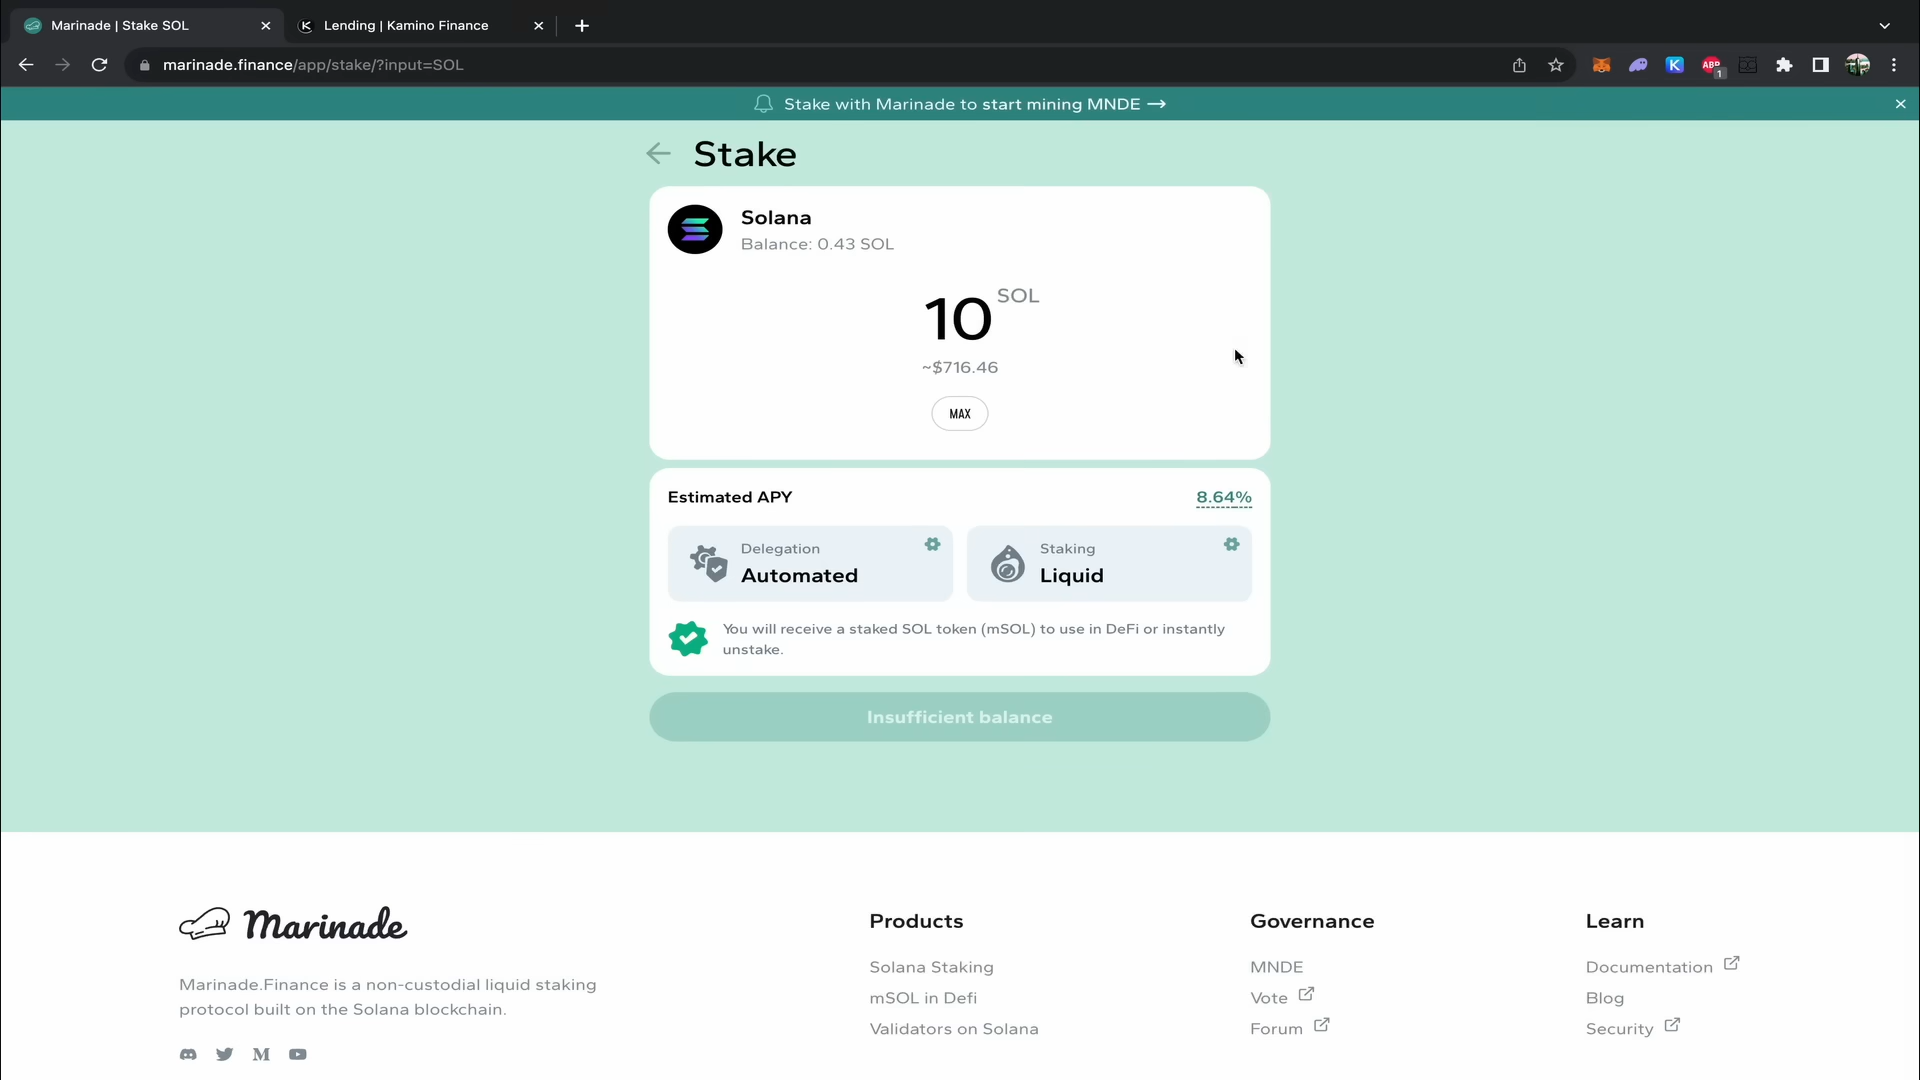 Marinade | Stake SOL
Lending | Kamino Finance
marinade.finance/app/stake/?input=SOL
ABP
1
Stake with Marinade to start mining MNDE →
Stake
Solana
Balance: 0.43 SOL
10 SOL
~$716.46
MAX
Estimated APY
8.64%
Delegation
Automated
Staking
Liquid
You will receive a staked SOL token (mSOL) to use in DeFi or instantly
unstake.
Insufficient balance
Marinade
Marinade.Finance is a non-custodial liquid staking
protocol built on the Solana blockchain.
Products
Solana Staking
mSOL in Defi
Validators on Solana
Governance
MNDE
Vote
Forum
Learn
Documentation
Blog
Security